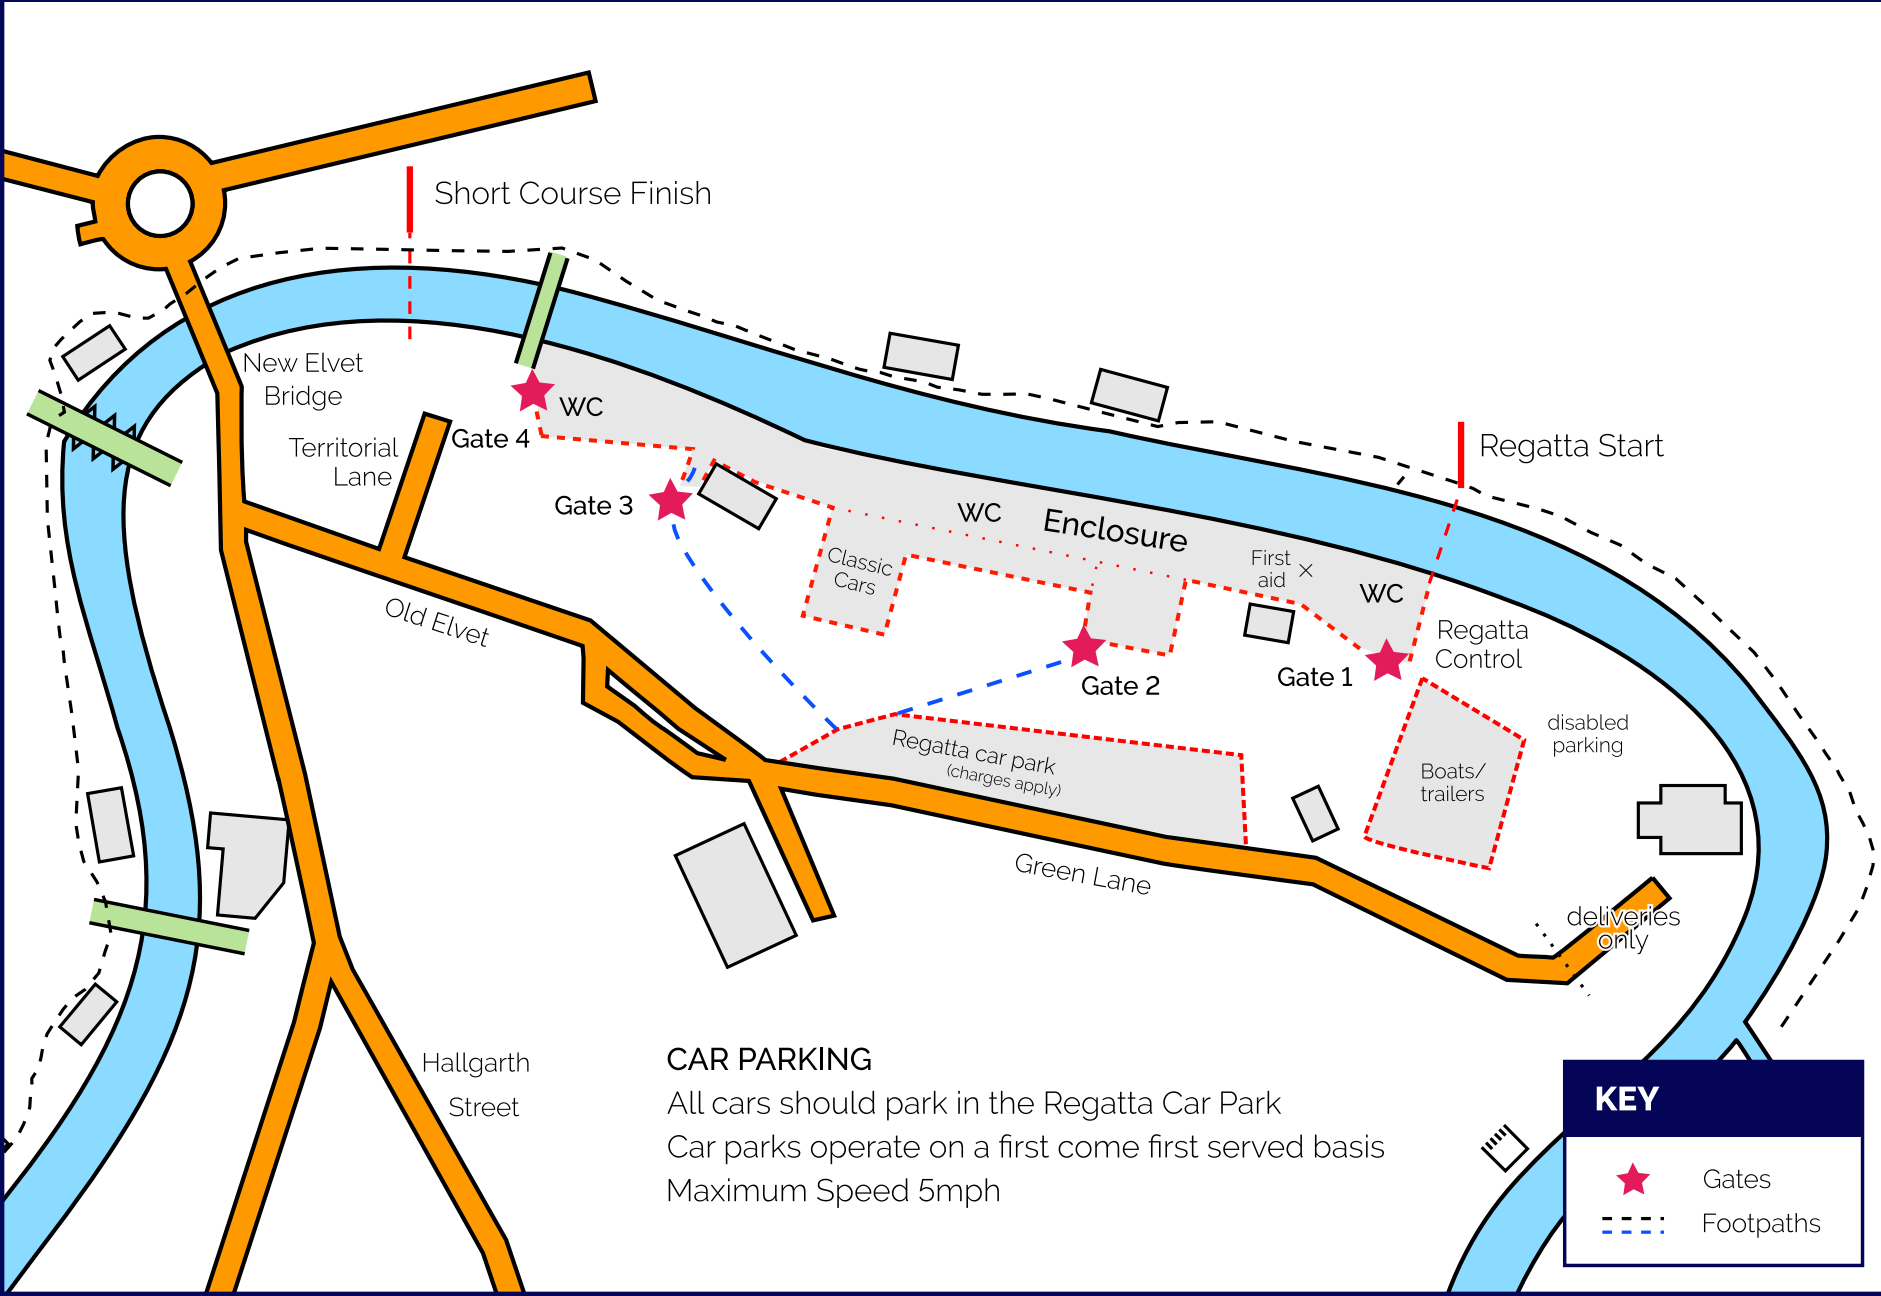 Short Course Finish
New Elvet
Bridge
Territorial
Lane
Gate 4
WC
Gate 3
Regatta Start
WC
Enclosure
Classic
Cars
First
aid
WC
Old Elvet
Gate 2
Gate 1
Regatta
Control
Regatta car park
(charges apply)
disabled
parking
Boats/
trailers
Green Lane
deliveries
only
Hallgarth
Street
CAR PARKING
All cars should park in the Regatta Car Park
Car parks operate on a first come first served basis
Maximum Speed 5mph
KEY
Gates
Footpaths